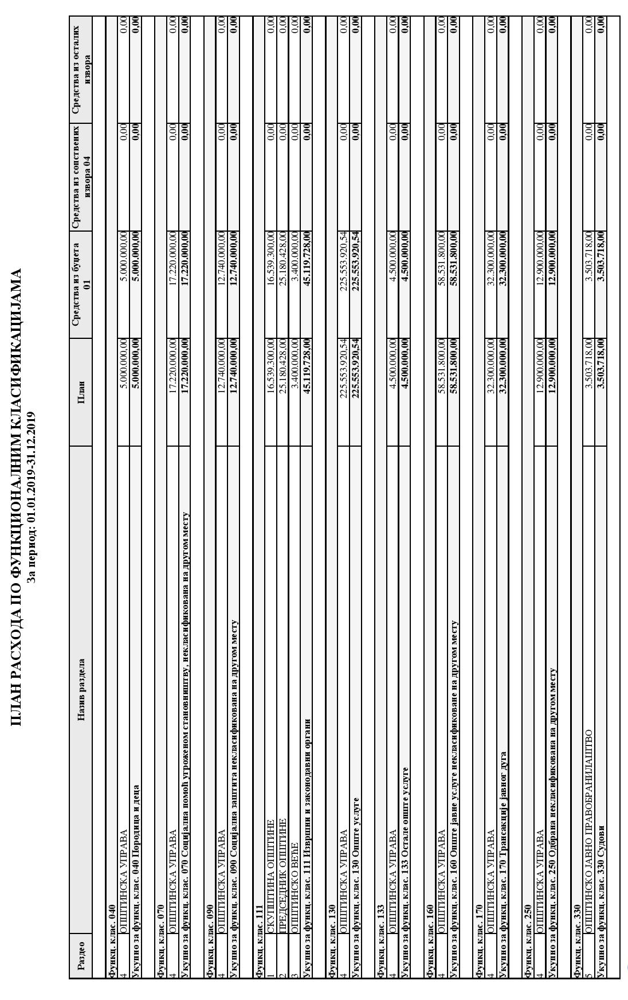 ПЛАН РАСХОДА ПО ФУНКЦИОНАЛНИМ КЛАСИФИКАЦИЈАМА
За период: 01.01.2019-31.12.2019
Раздео Назив раздела План Средства из буџета 01 Средства из сопствених извора 04 Средства из осталих извора
Функц. клас. 040
4 ОПШТИНСКА УПРАВА 5.000.000,00 5.000.000,00 0,00 0,00
Укупно за функц. клас. 040 Породица и деца 5.000.000,00 5.000.000,00 0,00 0,00
Функц. клас. 070
4 ОПШТИНСКА УПРАВА 17.220.000,00 17.220.000,00 0,00 0,00
Укупно за функц. клас. 070 Социјална помоћ угроженом становништву, некласификована на другом месту 17.220.000,00 17.220.000,00 0,00 0,00
Функц. клас. 090
4 ОПШТИНСКА УПРАВА 12.740.000,00 12.740.000,00 0,00 0,00
Укупно за функц. клас. 090 Социјална заштита некласификована на другом месту 12.740.000,00 12.740.000,00 0,00 0,00
Функц. клас. 111
1 СКУПШТИНА ОПШТИНЕ 16.539.300,00 16.539.300,00 0,00 0,00
2 ПРЕДСЕДНИК ОПШТИНЕ 25.180.428,00 25.180.428,00 0,00 0,00
3 ОПШТИНСКО ВЕЋЕ 3.400.000,00 3.400.000,00 0,00 0,00
Укупно за функц. клас. 111 Извршни и законодавни органи 45.119.728,00 45.119.728,00 0,00 0,00
Функц. клас. 130
4 ОПШТИНСКА УПРАВА 225.553.920,54 225.553.920,54 0,00 0,00
Укупно за функц. клас. 130 Опште услуге 225.553.920,54 225.553.920,54 0,00 0,00
Функц. клас. 133
4 ОПШТИНСКА УПРАВА 4.500.000,00 4.500.000,00 0,00 0,00
Укупно за функц. клас. 133 Остале опште услуге 4.500.000,00 4.500.000,00 0,00 0,00
Функц. клас. 160
4 ОПШТИНСКА УПРАВА 58.531.800,00 58.531.800,00 0,00 0,00
Укупно за функц. клас. 160 Опште јавне услуге некласификоване на другом месту 58.531.800,00 58.531.800,00 0,00 0,00
Функц. клас. 170
4 ОПШТИНСКА УПРАВА 32.300.000,00 32.300.000,00 0,00 0,00
Укупно за функц. клас. 170 Трансакције јавног дуга 32.300.000,00 32.300.000,00 0,00 0,00
Функц. клас. 250
4 ОПШТИНСКА УПРАВА 12.900.000,00 12.900.000,00 0,00 0,00
Укупно за функц. клас. 250 Одбрана некласификована на другом месту 12.900.000,00 12.900.000,00 0,00 0,00
Функц. клас. 330
5 ОПШТИНСКО ЈАВНО ПРАВОБРАНИЛАШТВО 3.503.718,00 3.503.718,00 0,00 0,00
Укупно за функц. клас. 330 Судови 3.503.718,00 3.503.718,00 0,00 0,00